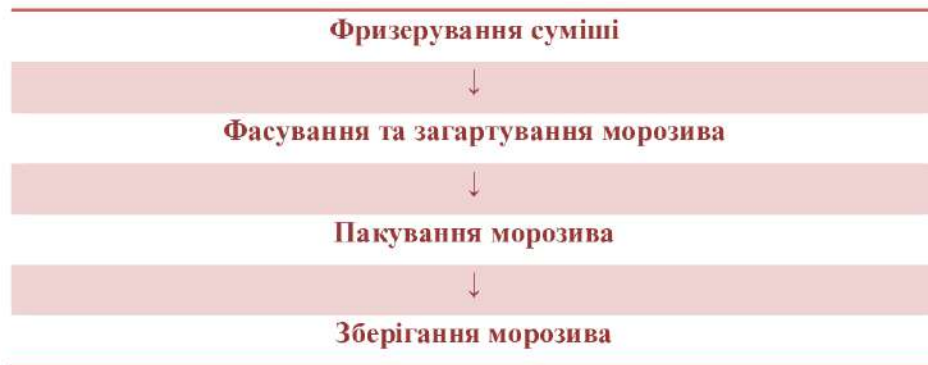 Фризерування суміші
↓
Фасування та загартування морозива
↓
Пакування морозива
↓
Зберігання морозива